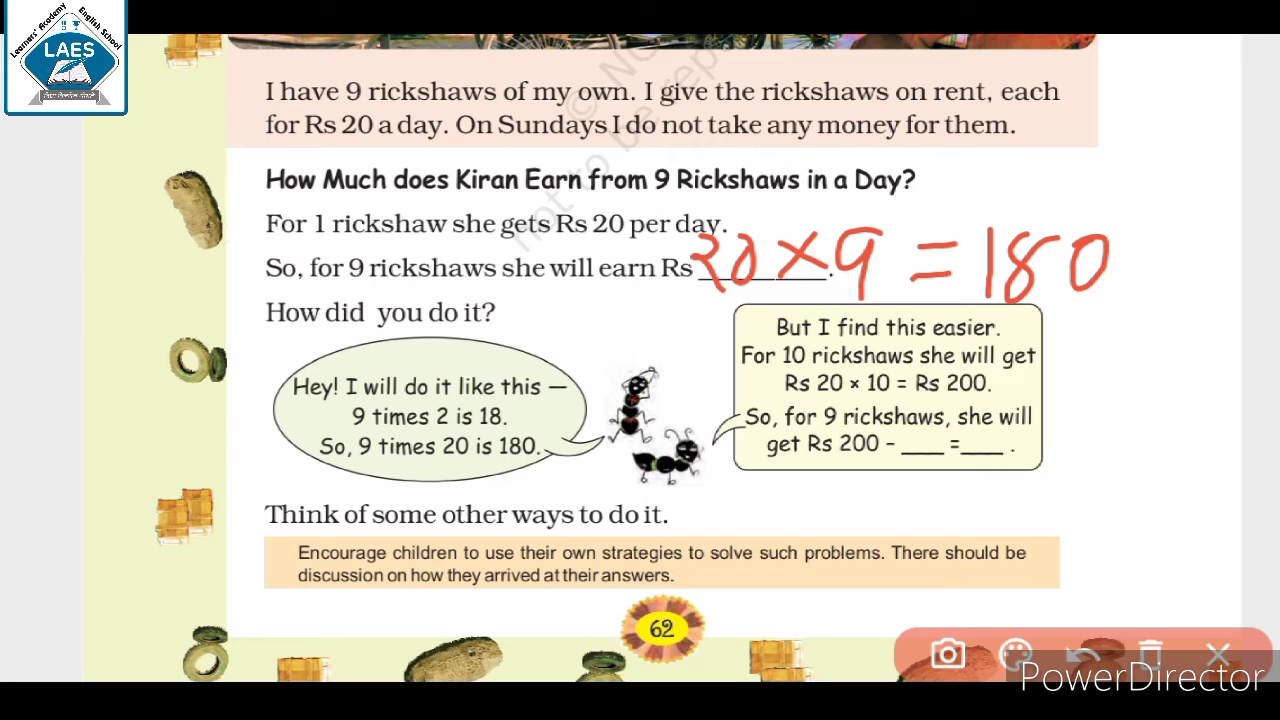 Learners' Academy English School
LAES
I have 9 rickshaws of my own. I give the rickshaws on rent, each
for Rs 20 a day. On Sundays I do not take any money for them.
How Much does Kiran Earn from 9 Rickshaws in a Day?
For 1 rickshaw she gets Rs 20 per day.
So, for 9 rickshaws she will earn Rs ________.
20 × 9 = 180
How did you do it?
Hey! I will do it like this –
9 times 2 is 18.
So, 9 times 20 is 180.
But I find this easier.
For 10 rickshaws she will get
Rs 20 × 10 = Rs 200.
So, for 9 rickshaws, she will
get Rs 200 – ___ =___ .
Think of some other ways to do it.
Encourage children to use their own strategies to solve such problems. There should be
discussion on how they arrived at their answers.
62
PowerDirector